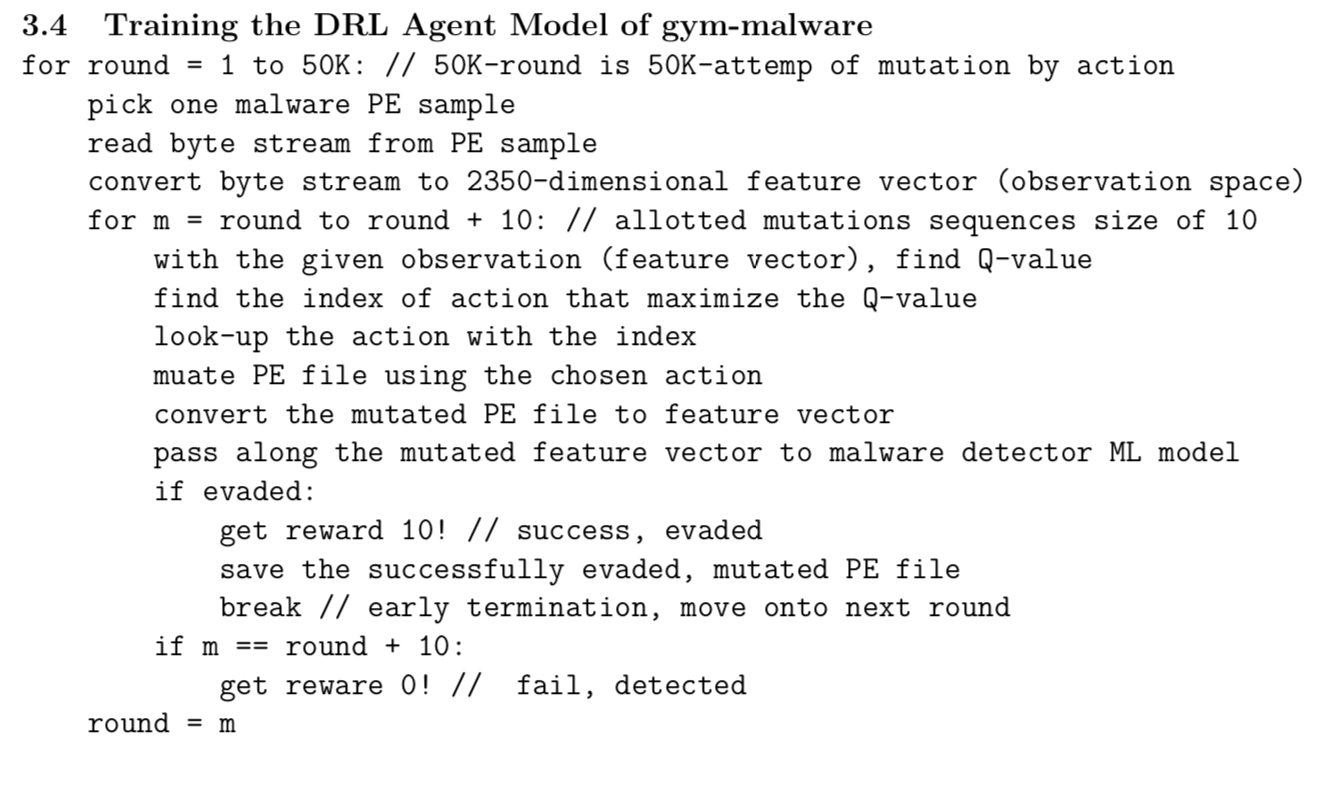 3.4 Training the DRL Agent Model of gym-malware
for round = 1 to 50K: // 50K-round is 50K-attemp of mutation by action
pick one malware PE sample
read byte stream from PE sample
convert byte stream to 2350-dimensional feature vector (observation space)
for m = round to round + 10: // allotted mutations sequences size of 10
with the given observation (feature vector), find Q-value
find the index of action that maximize the Q-value
look-up the action with the index
muate PE file using the chosen action
convert the mutated PE file to feature vector
pass along the mutated feature vector to malware detector ML model
if evaded:
get reward 10! // success, evaded
save the successfully evaded, mutated PE file
break // early termination, move onto next round
if m == round + 10:
get reware 0! // fail, detected
round = m